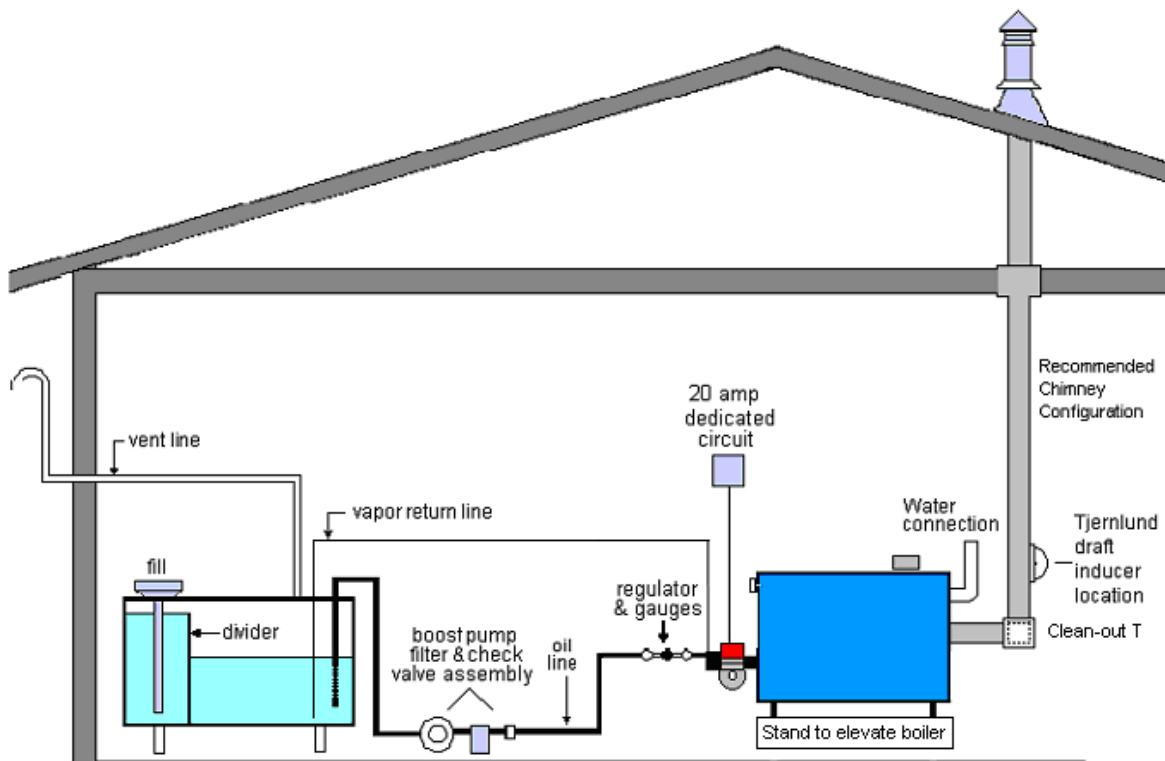 Recommended
Chimney
Configuration
20 amp
dedicated
circuit
vent line
vapor return line
Water
connection
Tjernlund
draft
inducer
location
fill
regulator
& gauges
divider
boost pump
filter & check
valve assembly
oil
line
Clean-out T
Stand to elevate boiler